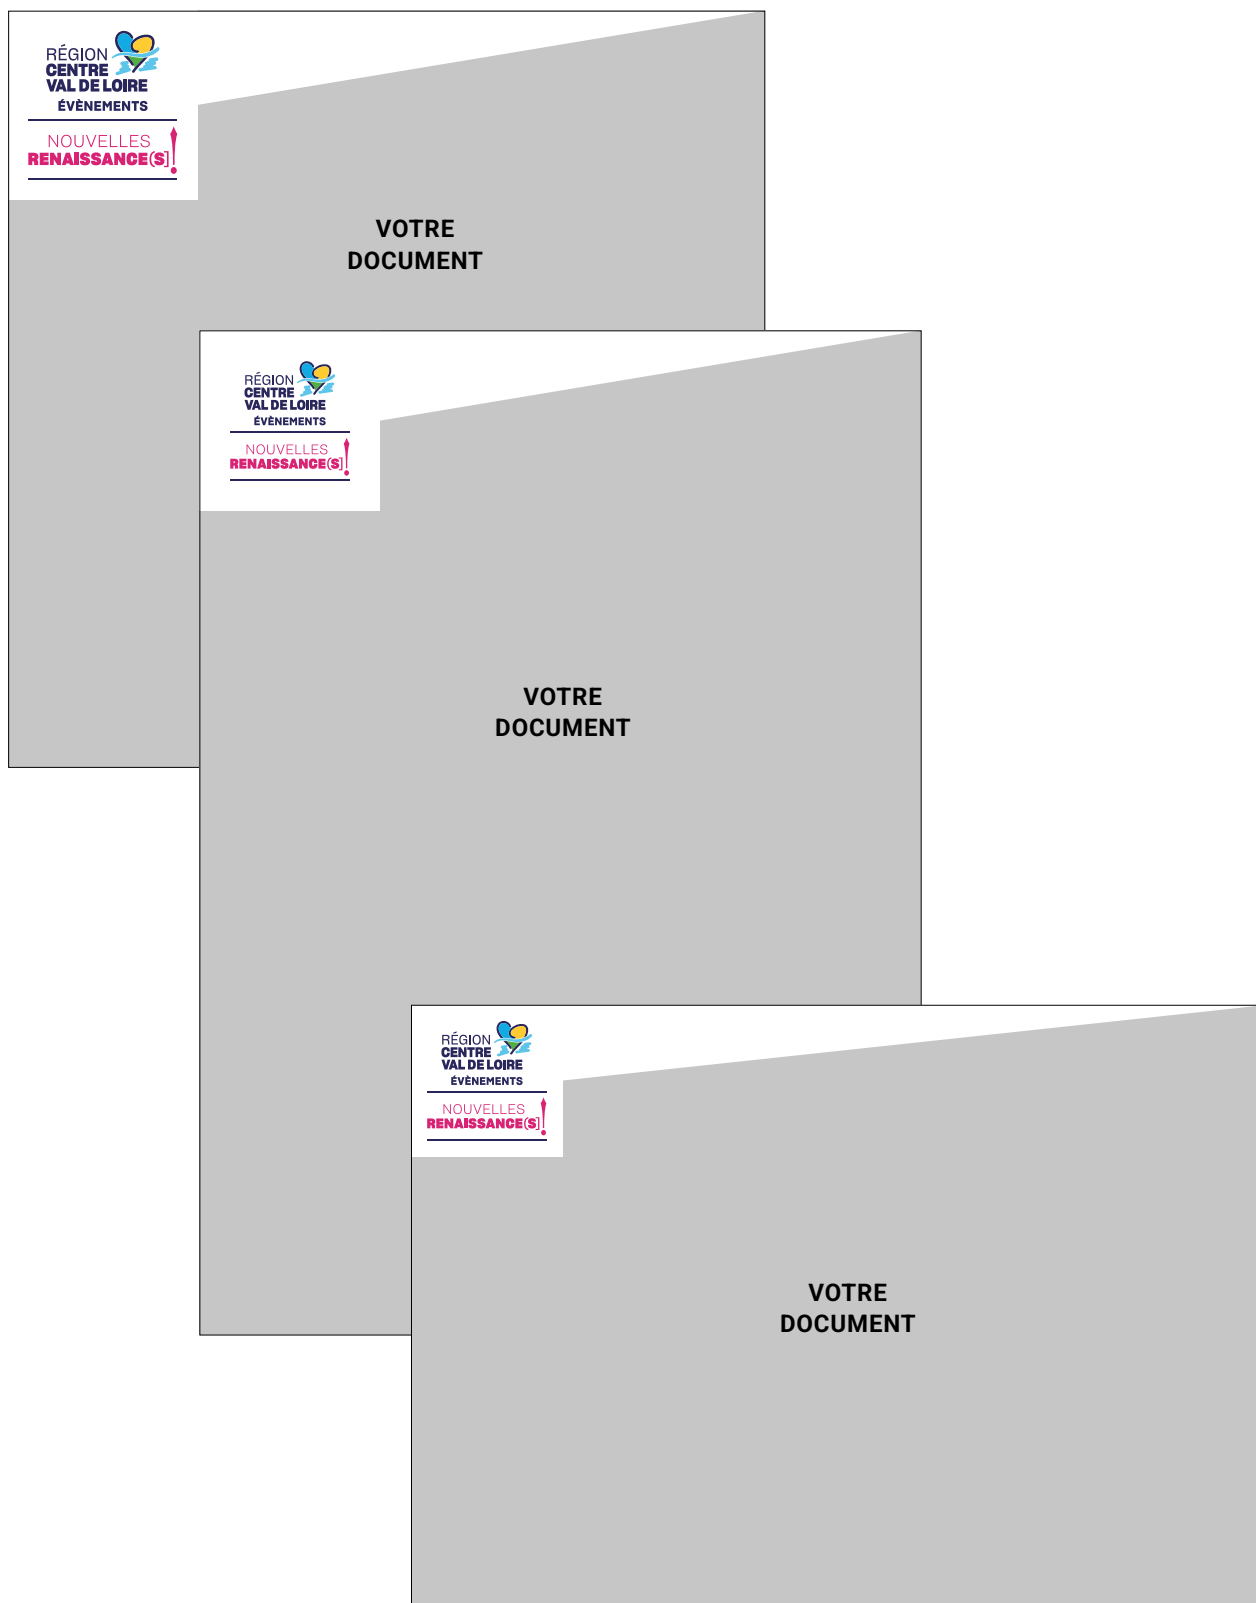 RÉGION
CENTRE
VAL DE LOIRE
ÉVÈNEMENTS
NOUVELLES
RENAISSANCE(S)!
VOTRE
DOCUMENT
RÉGION
CENTRE
VAL DE LOIRE
ÉVÈNEMENTS
NOUVELLES
RENAISSANCE(S)!
VOTRE
DOCUMENT
RÉGION
CENTRE
VAL DE LOIRE
ÉVÈNEMENTS
NOUVELLES
RENAISSANCE(S)!
VOTRE
DOCUMENT